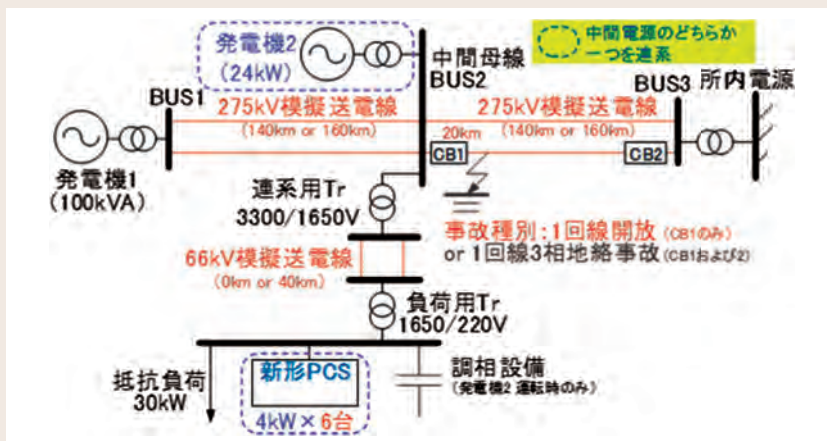 発電機2
(24kW)
中間電源のどちらか
一つを連系
中間母線
BUS2
BUS3 所内電源
BUS1
275kV模擬送電線
(140km or 160km)
275kV模擬送電線
(140km or 160km)
20km
CB1
CB2
発電機1
(100kVA)
連系用Tr
3300/1650V
事故種別:1回線開放(CB1のみ)
or 1回線3相地絡事故(CB1および2)
66kV模擬送電線
(0km or 40km)
負荷用Tr
1650/220V
抵抗負荷
30kW
新形PCS
4kW×6台
調相設備
(発電機2 運転時のみ)